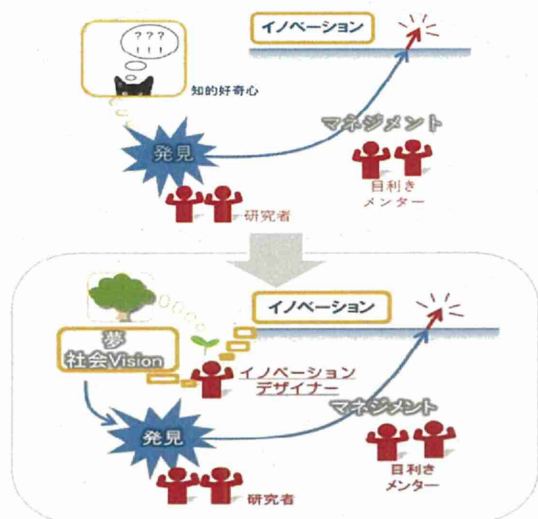 ？？？
！！！
イノベーション
知的好奇心
マネジメント
発見
目利き
メンター
研究者
イノベーション
夢
社会Vision
イノベーション
デザイナー
マネジメント
発見
目利き
メンター
研究者